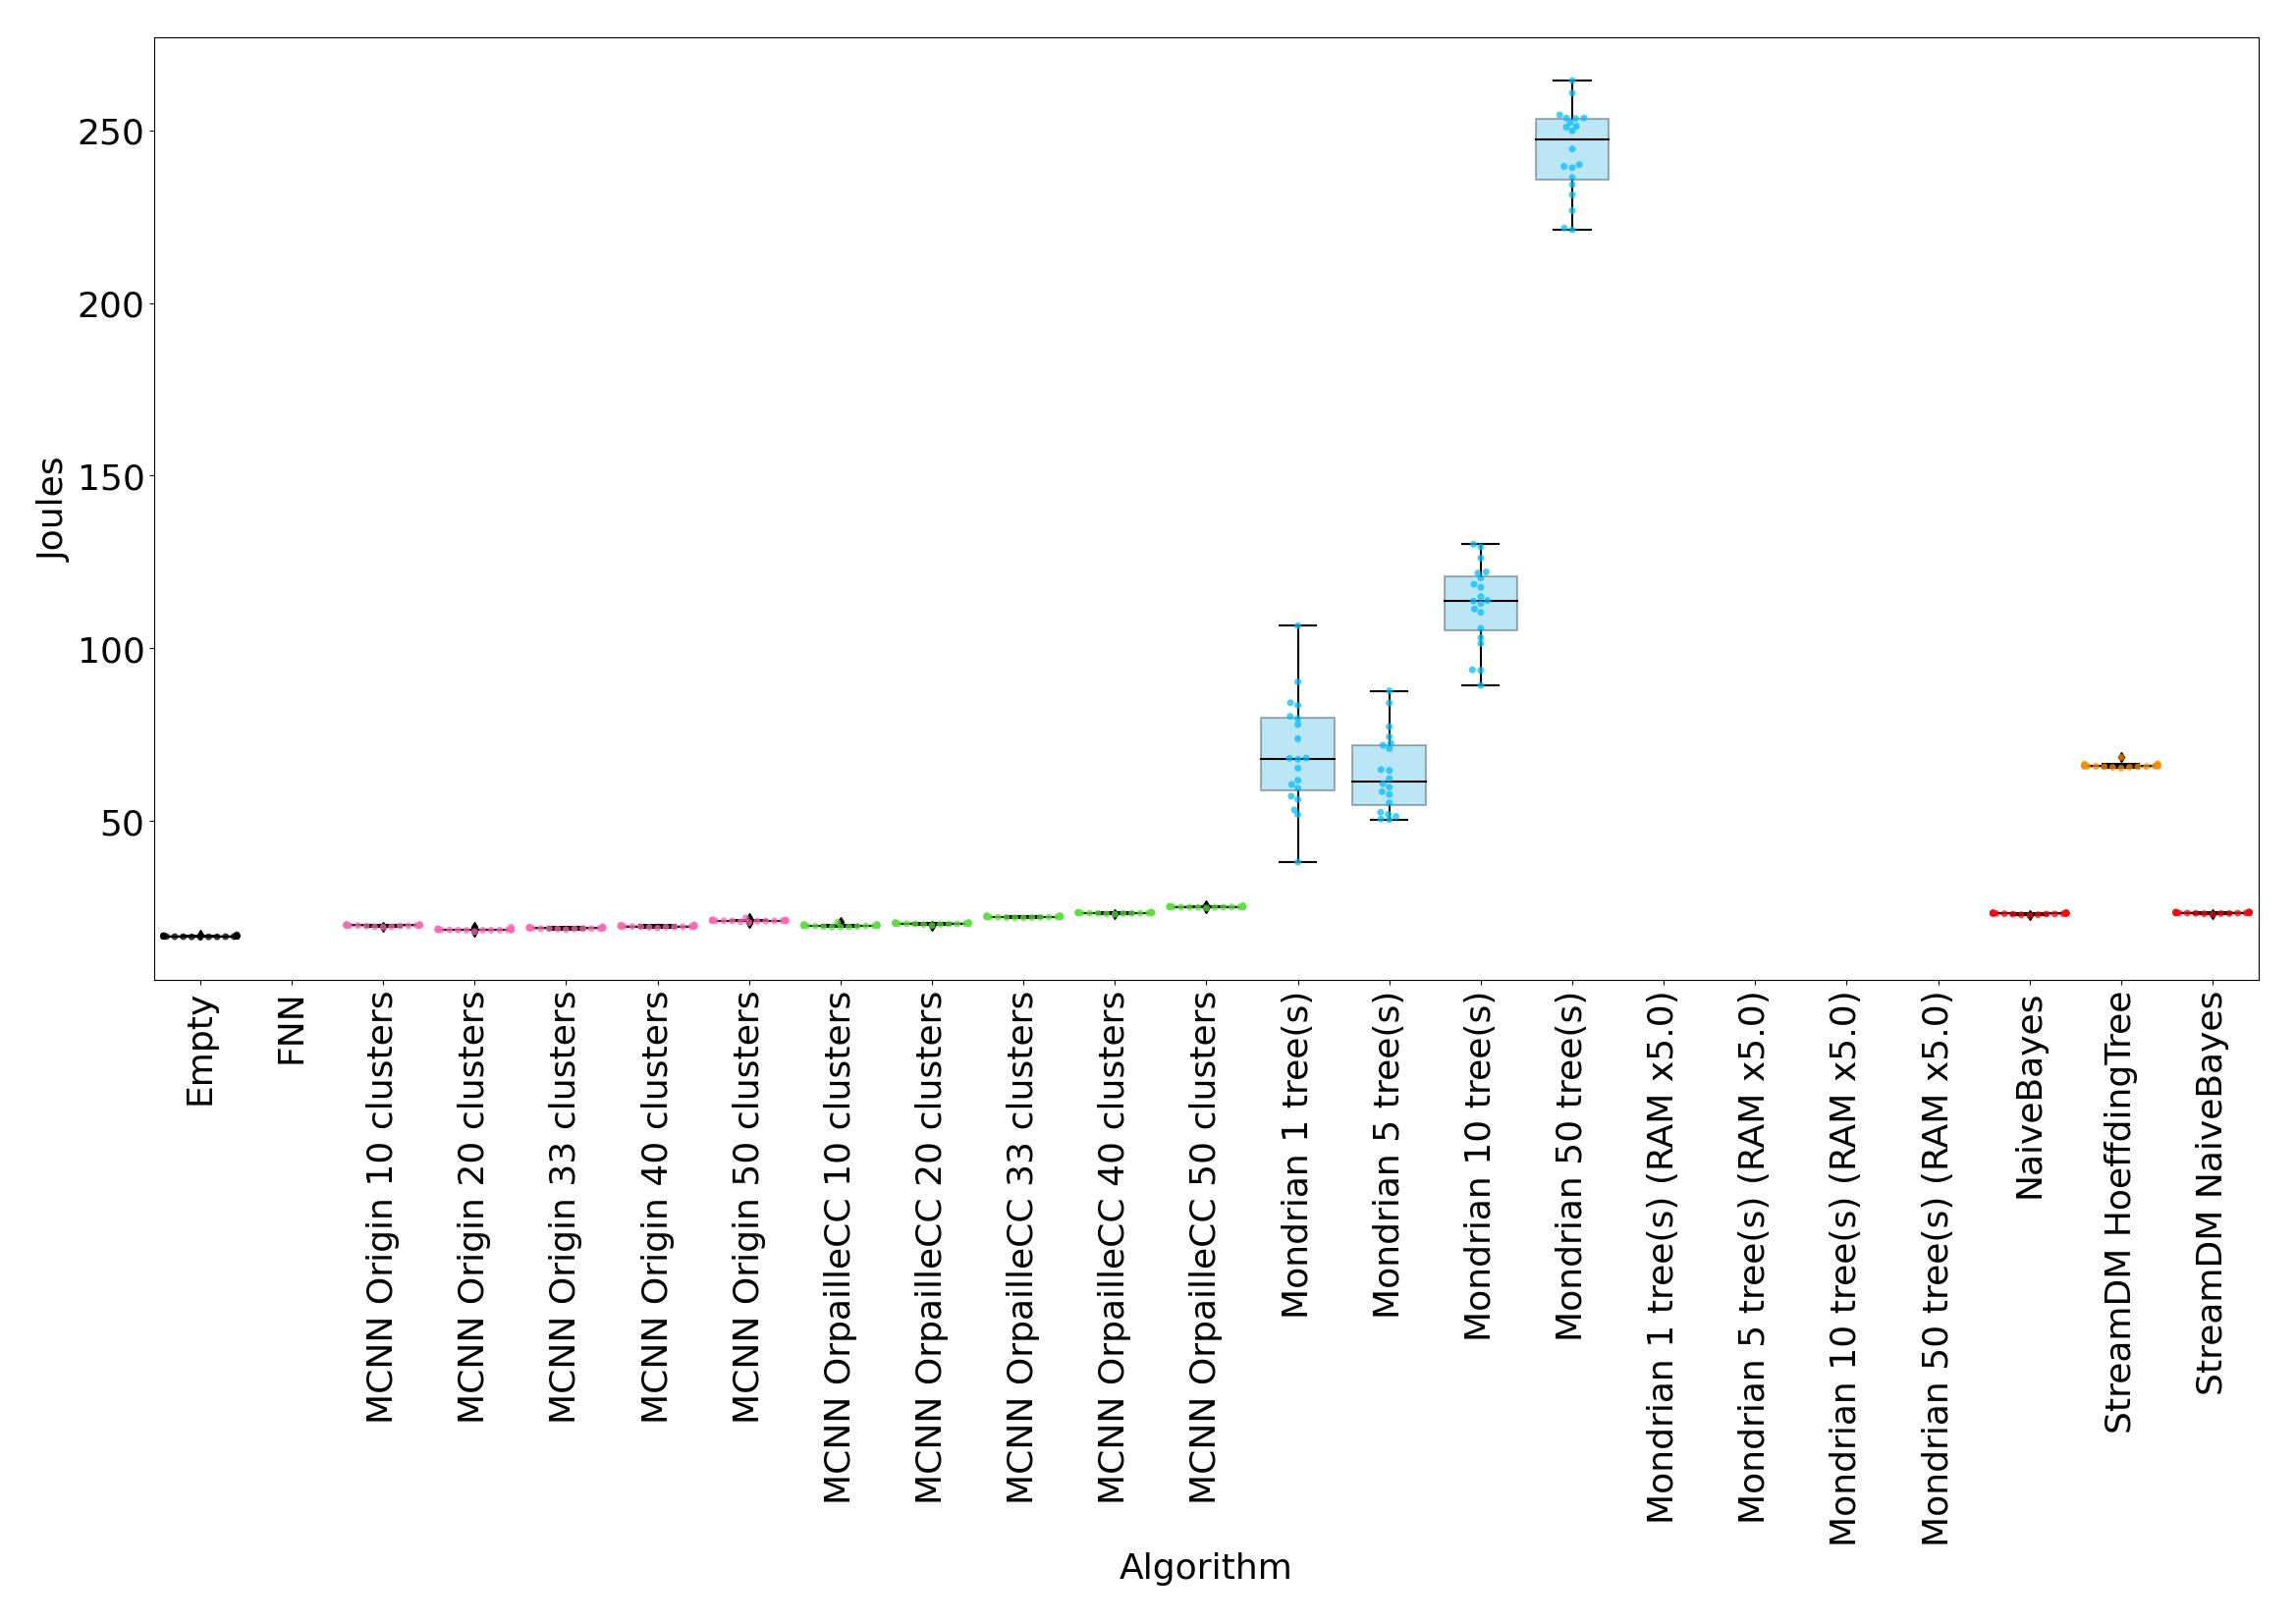 Joules
250
200
150
100
50
Empty
FNN
MCNN Origin 10 clusters
MCNN Origin 20 clusters
MCNN Origin 33 clusters
MCNN Origin 40 clusters
MCNN Origin 50 clusters
MCNN OrpailleCC 10 clusters
MCNN OrpailleCC 20 clusters
MCNN OrpailleCC 33 clusters
MCNN OrpailleCC 40 clusters
MCNN OrpailleCC 50 clusters
Mondrian 1 tree(s)
Mondrian 5 tree(s)
Mondrian 10 tree(s)
Mondrian 50 tree(s)
Mondrian 1 tree(s) (RAM x5.0)
Mondrian 5 tree(s) (RAM x5.0)
Mondrian 10 tree(s) (RAM x5.0)
Mondrian 50 tree(s) (RAM x5.0)
NaiveBayes
StreamDM HoeffdingTree
StreamDM NaiveBayes
Algorithm